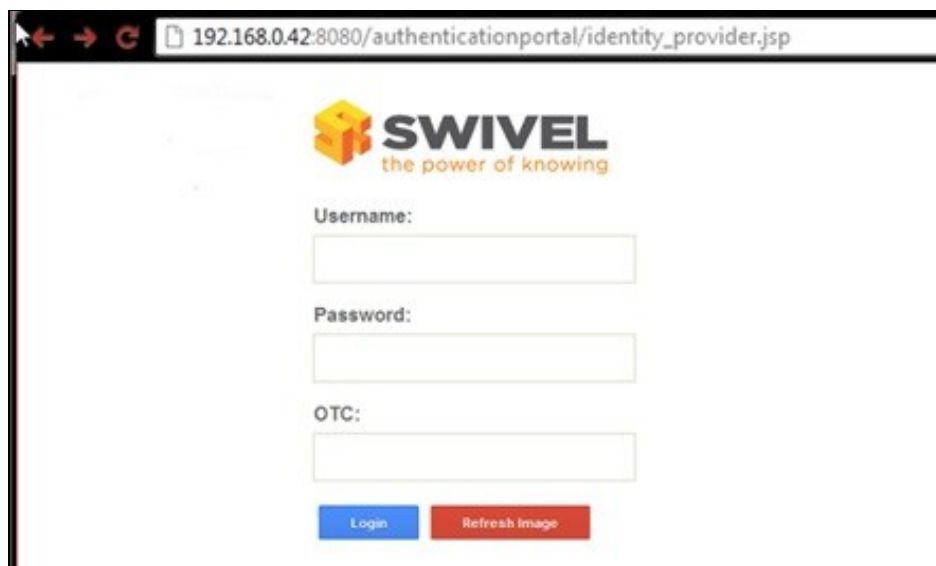 192.168.0.42:8080/authenticationportal/identity_provider.jsp
SWIVEL
the power of knowing
Username:
Password:
OTC:
Login Refresh Image